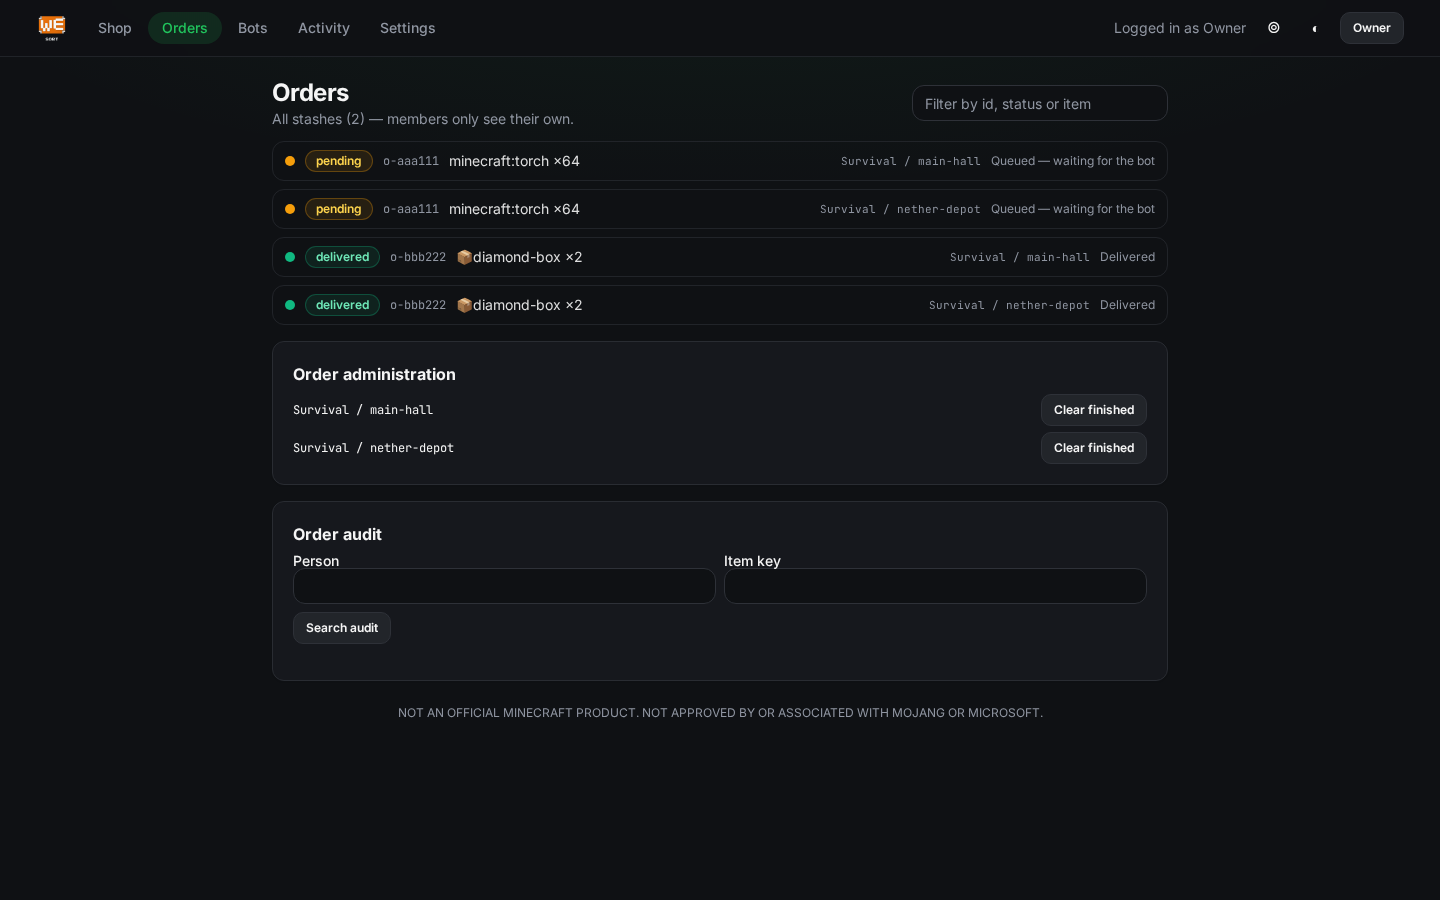 WE
SORT
Shop
Orders
Bots
Activity
Settings
Logged in as Owner
Owner
Orders
All stashes (2) — members only see their own.
Filter by id, status or item
pending o-aaa111 minecraft:torch ×64 Survival / main-hall Queued — waiting for the bot
pending o-aaa111 minecraft:torch ×64 Survival / nether-depot Queued — waiting for the bot
delivered o-bbb222 📦diamond-box ×2 Survival / main-hall Delivered
delivered o-bbb222 📦diamond-box ×2 Survival / nether-depot Delivered
Order administration
Survival / main-hall Clear finished
Survival / nether-depot Clear finished
Order audit
Person Item key
Search audit
NOT AN OFFICIAL MINECRAFT PRODUCT. NOT APPROVED BY OR ASSOCIATED WITH MOJANG OR MICROSOFT.